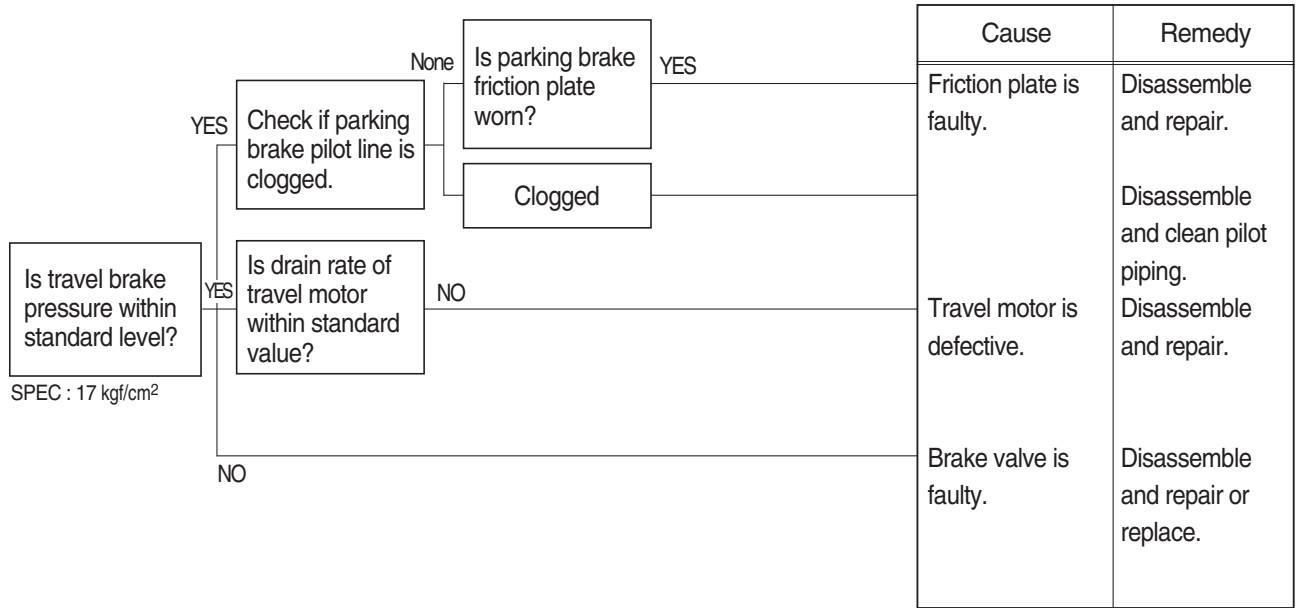 Cause
Remedy
None
Is parking brake
friction plate
worn?
YES
Friction plate is
faulty.
Disassemble
and repair.
YES
Check if parking
brake pilot line is
clogged.
Clogged
Disassemble
and clean pilot
piping.
Is travel brake
pressure within
standard level?
SPEC : 17 kgf/cm²
YES
Is drain rate of
travel motor
within standard
value?
NO
Travel motor is
defective.
Disassemble
and repair.
NO
Brake valve is
faulty.
Disassemble
and repair or
replace.